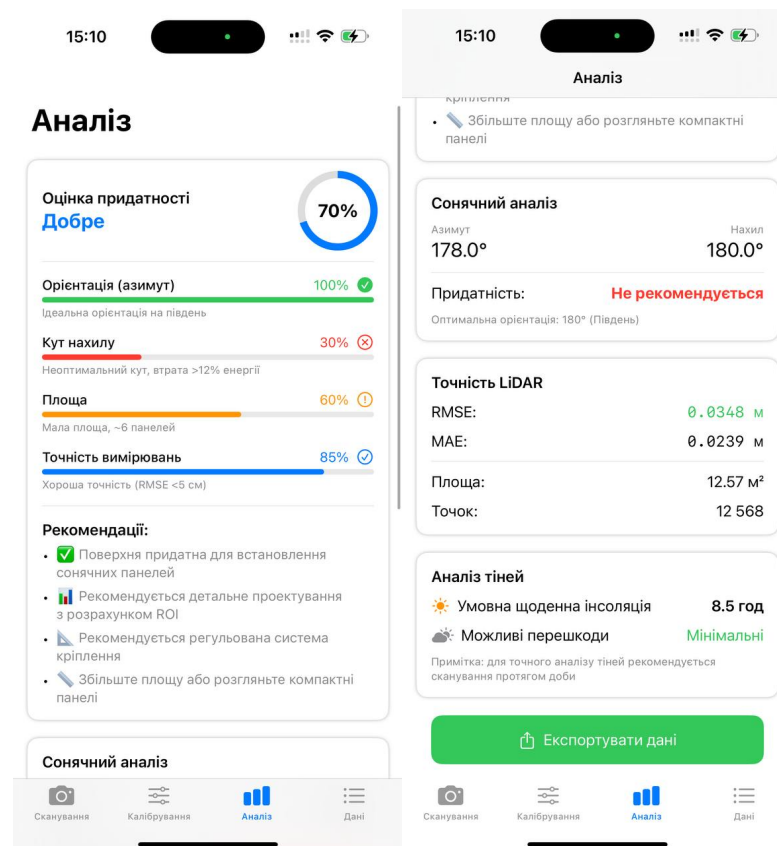 15:10
Аналіз
Оцінка придатності
Добре
70%
Орієнтація (азимут)
100%
Ідеальна орієнтація на південь
Кут нахилу
30%
Неоптимальний кут, втрата >12% енергії
Площа
60%
Мала площа, ~6 панелей
Точність вимірювань
85%
Хороша точність (RMSE <5 см)
Рекомендації:
• ✅ Поверхня придатна для встановлення
сонячних панелей
• 📊 Рекомендується детальне проектування
з розрахунком ROI
• 📐 Рекомендується регульована система
кріплення
• 📏 Збільште площу або розгляньте компактні
панелі
Сонячний аналіз
Сканування
Калібрування
Аналіз
Дані
15:10
Аналіз
кріплення
• 📏 Збільште площу або розгляньте компактні
панелі
Сонячний аналіз
Азимут
Нахил
178.0°
180.0°
Придатність:
Не рекомендується
Оптимальна орієнтація: 180° (Південь)
Точність LiDAR
RMSE:
0.0348 м
MAE:
0.0239 м
Площа:
12.57 м²
Точок:
12 568
Аналіз тіней
Умовна щоденна інсоляція
8.5 год
Можливі перешкоди
Мінімальні
Примітка: для точного аналізу тіней рекомендується
сканування протягом доби
Експортувати дані
Сканування
Калібрування
Аналіз
Дані